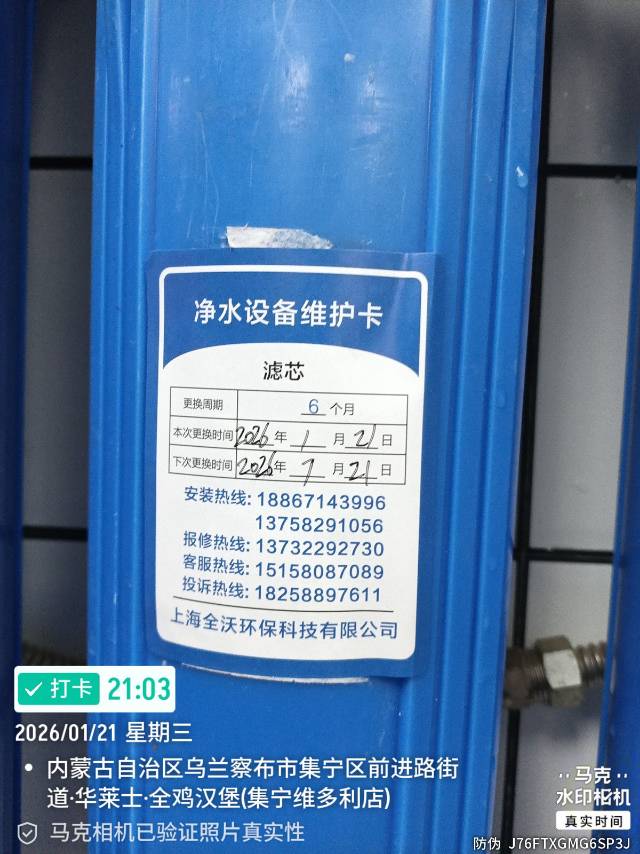 净水设备维护卡
滤芯
更换周期 6 个月
本次更换时间 2026 年 1 月 21 日
下次更换时间 2026 年 7 月 21 日
安装热线: 18867143996
13758291056
报修热线: 13732292730
客服热线: 15158087089
投诉热线: 18258897611
上海全沃环保科技有限公司
打卡 21:03
2026/01/21 星期三
内蒙古自治区乌兰察布市集宁区前进路街
道·华莱士·全鸡汉堡(集宁维多利店)
马克相机已验证照片真实性
马克
水印相机
真实时间
防伪 J76FTXGMG6SP3J